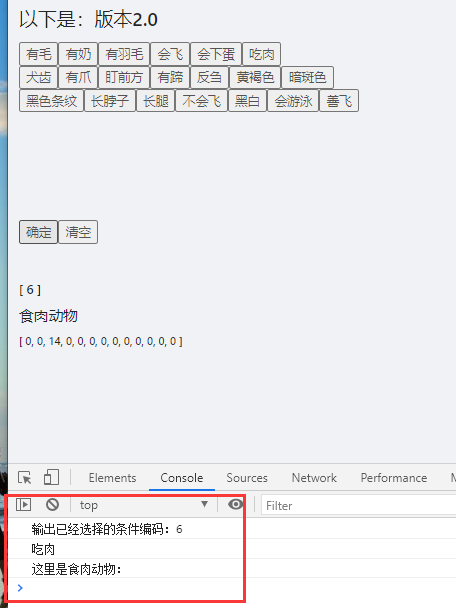 以下是：版本2.0
有毛 有奶 有羽毛 会飞 会下蛋 吃肉
犬齿 有爪 盯前方 有蹄 反刍 黄褐色 暗斑色
黑色条纹 长脖子 长腿 不会飞 黑白 会游泳 善飞
确定 清空
[ 6 ]
食肉动物
[ 0, 0, 14, 0, 0, 0, 0, 0, 0, 0, 0, 0, 0 ]
Elements Console Sources Network Performance M
top Filter
输出已经选择的条件编码：6
吃肉
这里是食肉动物：
>